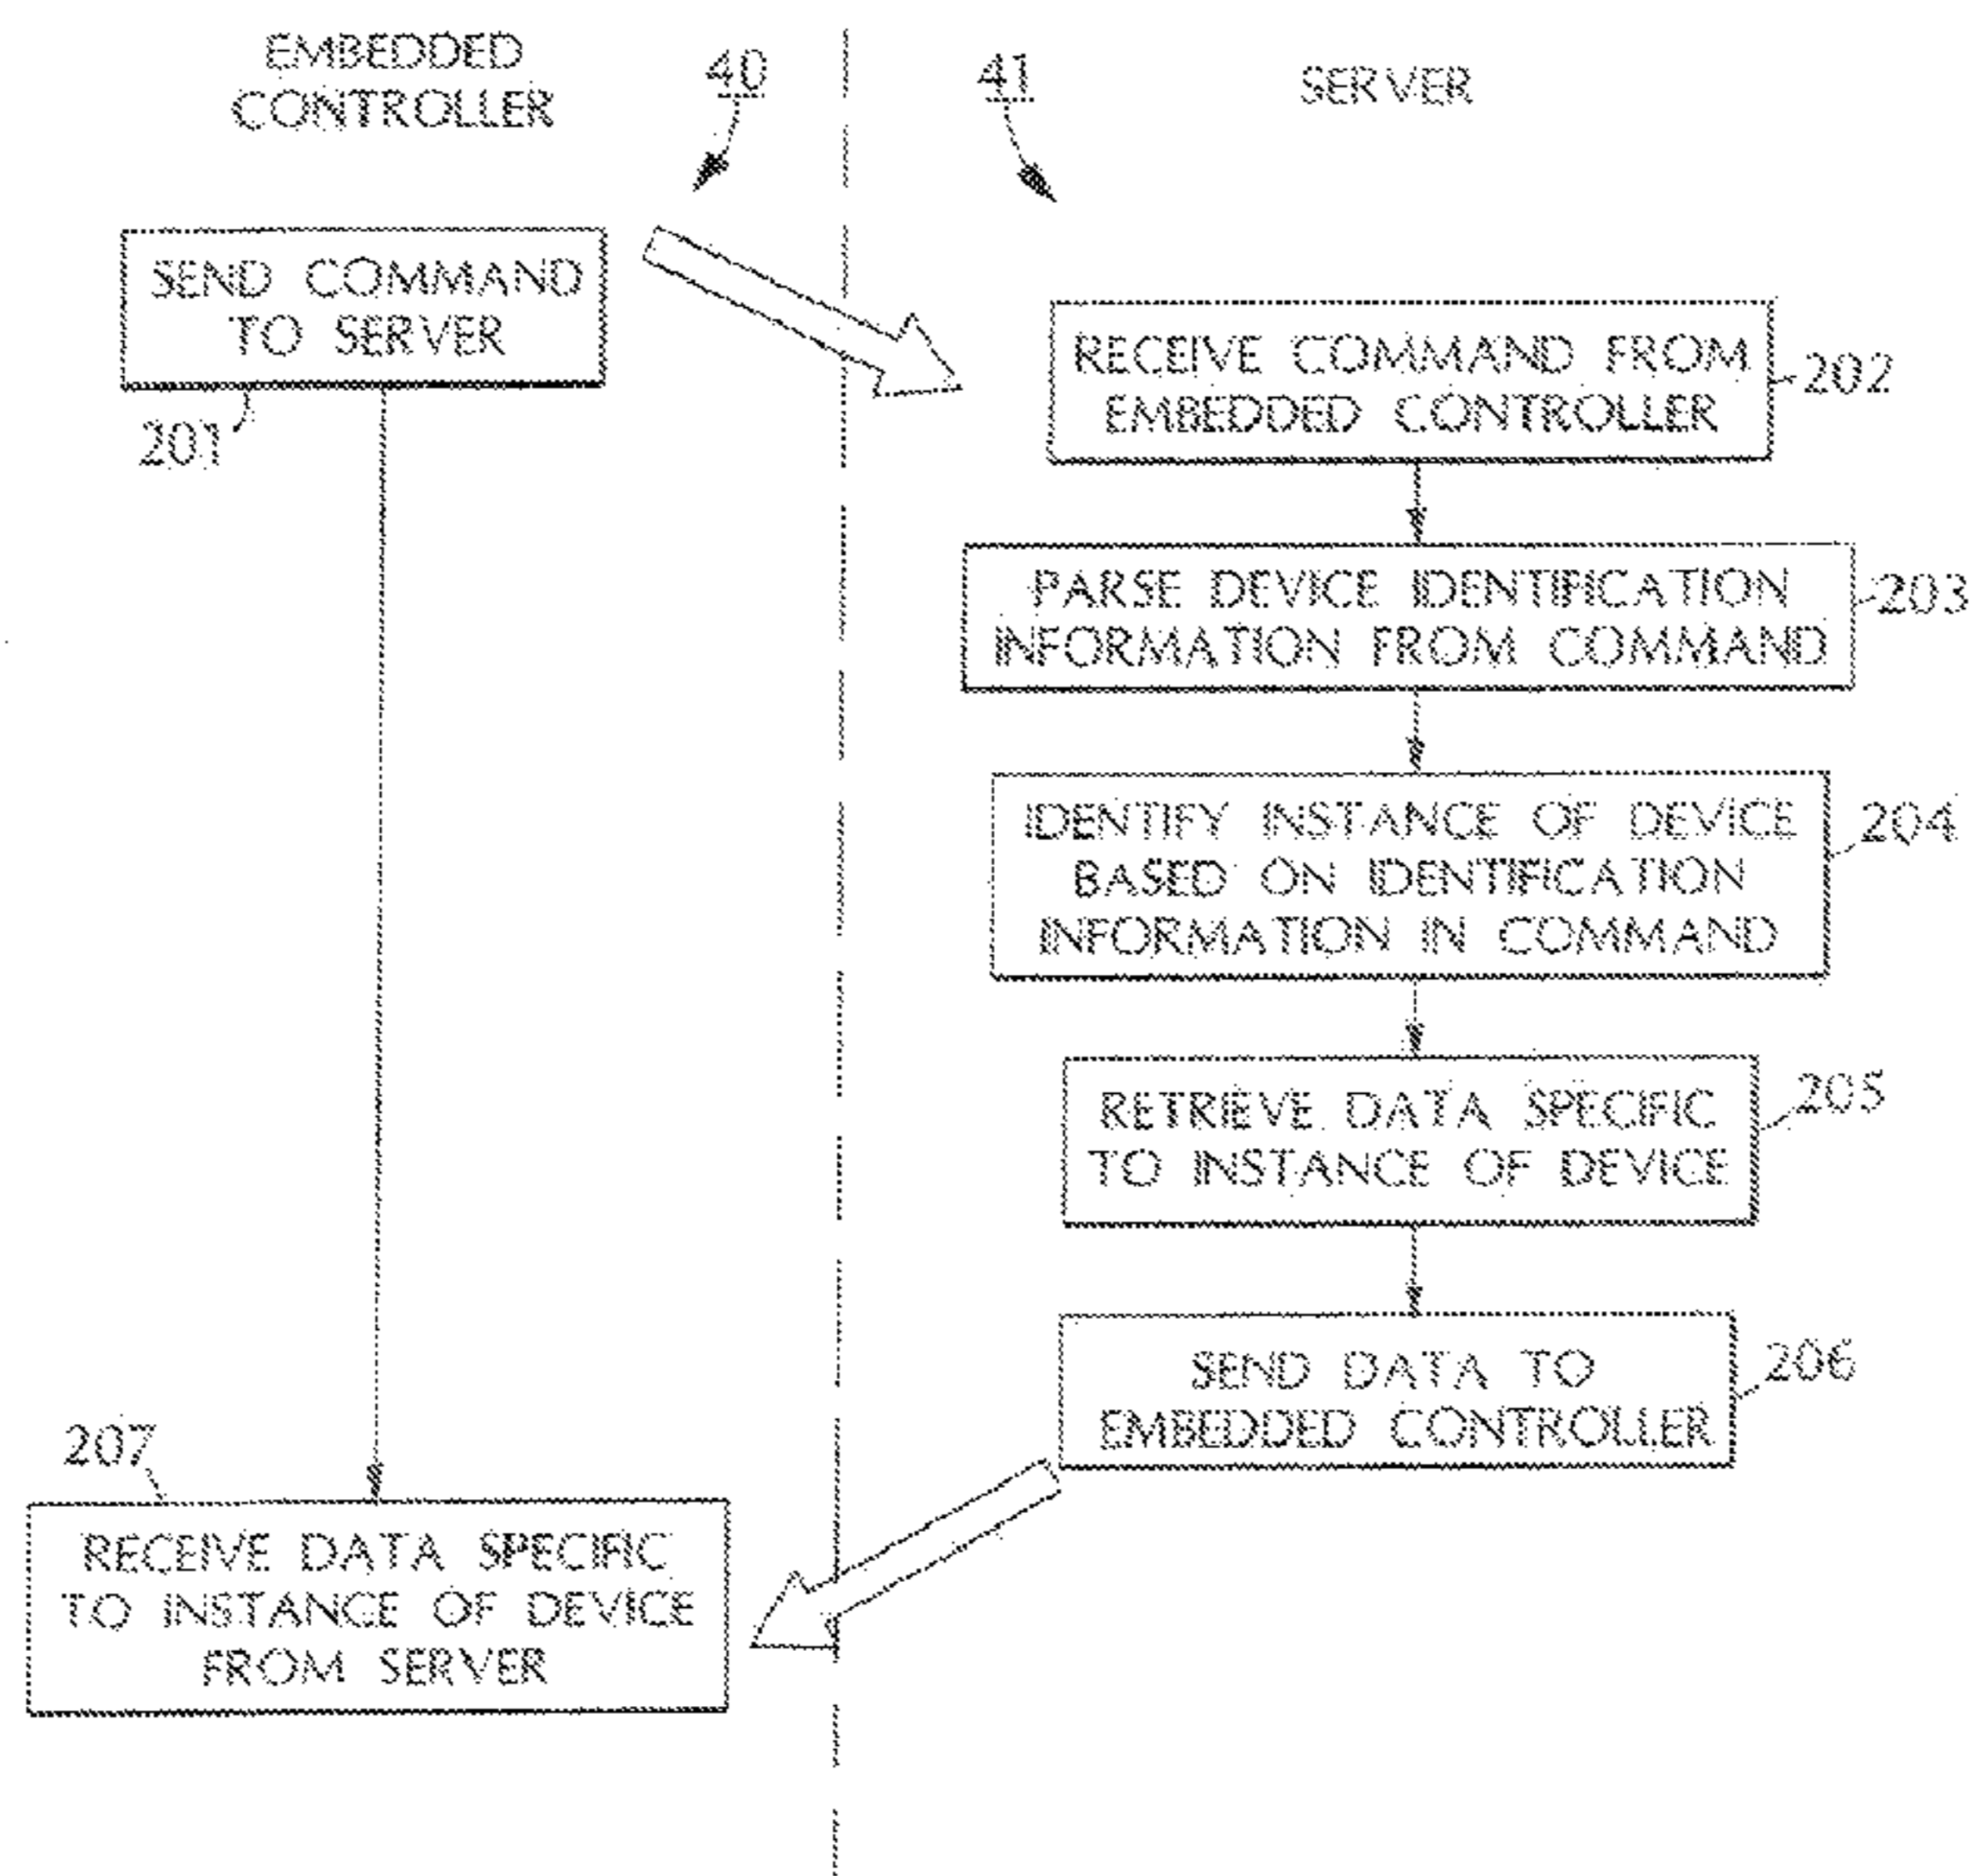 EMBEDDED
CONTROLLER
40
41
SERVER
SEND COMMAND
TO SERVER
201
RECEIVE COMMAND FROM
EMBEDDED CONTROLLER
202
PARSE DEVICE IDENTIFICATION
INFORMATION FROM COMMAND
203
IDENTIFY INSTANCE OF DEVICE
BASED ON IDENTIFICATION
INFORMATION IN COMMAND
204
RETRIEVE DATA SPECIFIC
TO INSTANCE OF DEVICE
205
SEND DATA TO
EMBEDDED CONTROLLER
206
207
RECEIVE DATA SPECIFIC
TO INSTANCE OF DEVICE
FROM SERVER